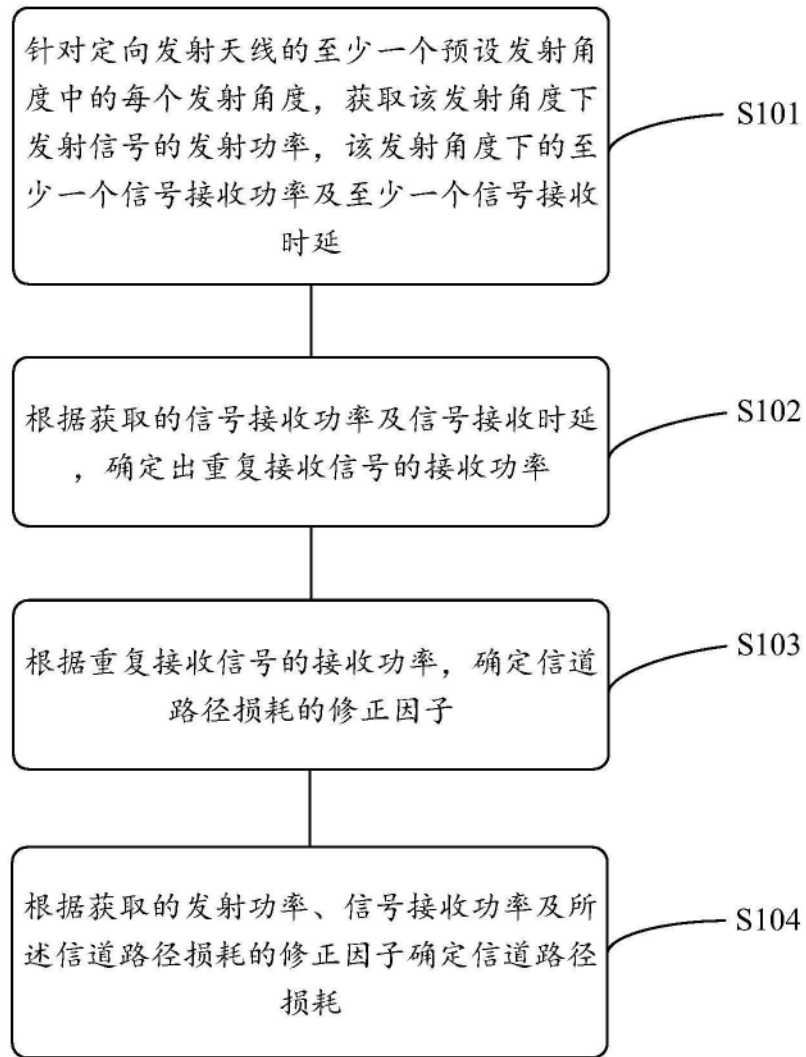 针对定向发射天线的至少一个预设发射角
度中的每个发射角度，获取该发射角度下
发射信号的发射功率，该发射角度下的至
少一个信号接收功率及至少一个信号接收
时延
S101
根据获取的信号接收功率及信号接收时延
，确定出重复接收信号的接收功率
S102
根据重复接收信号的接收功率，确定信道
路径损耗的修正因子
S103
根据获取的发射功率、信号接收功率及所
述信道路径损耗的修正因子确定信道路径
损耗
S104